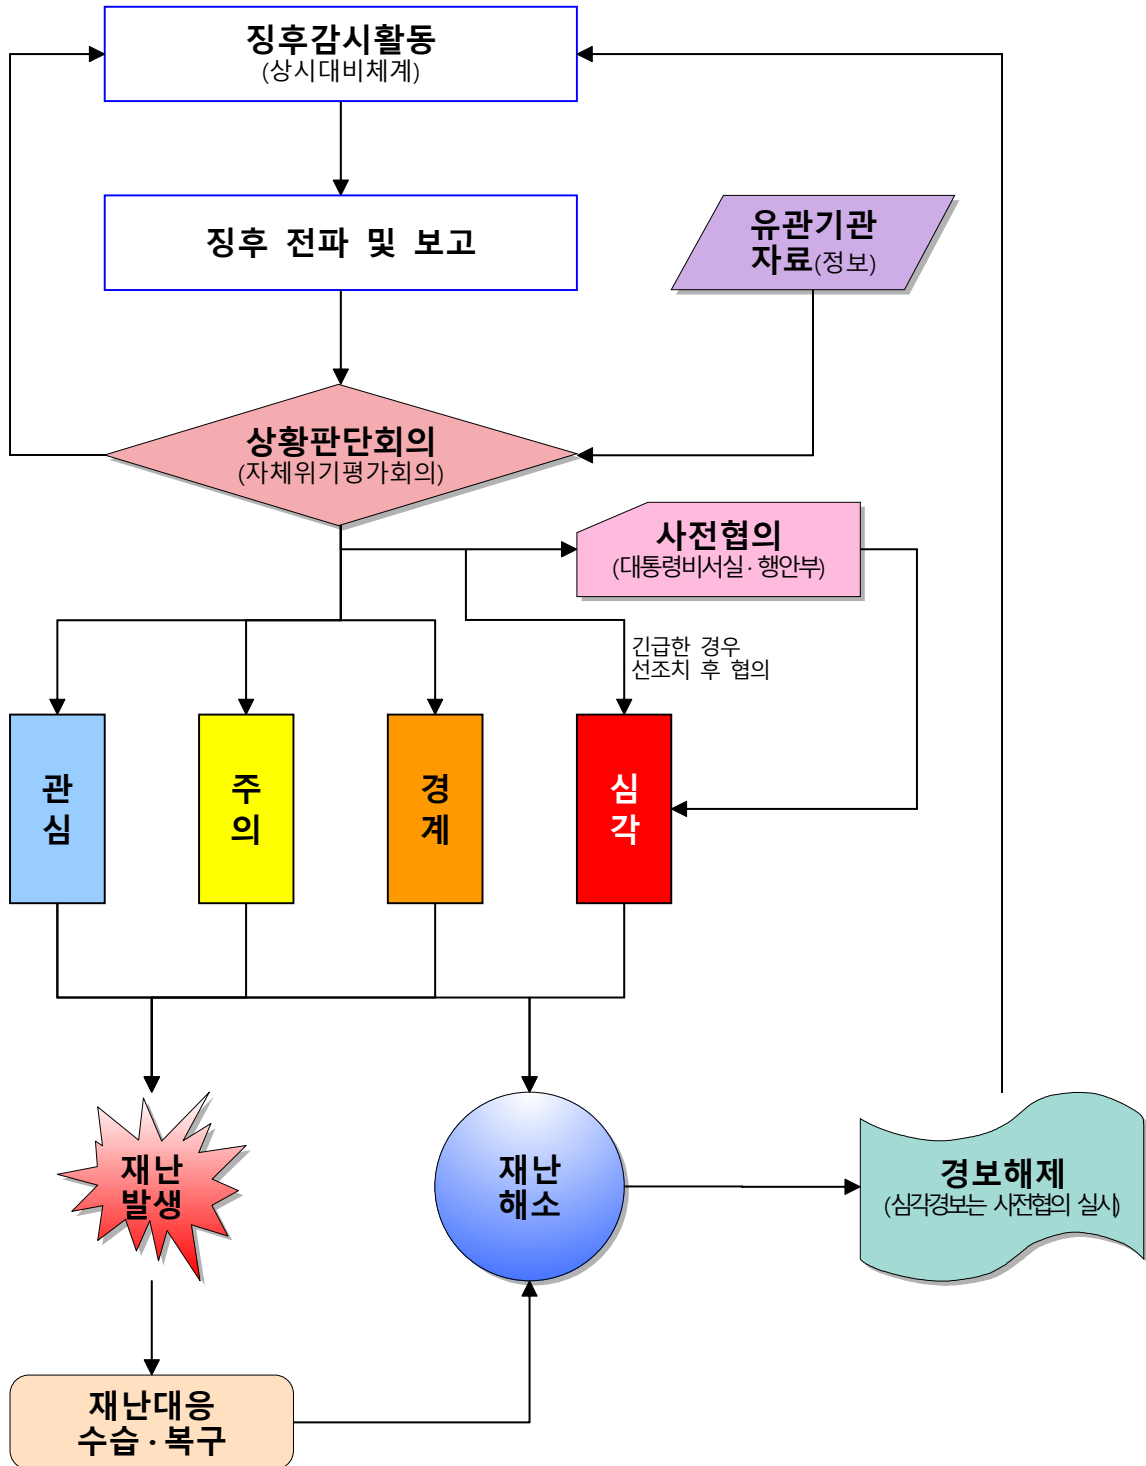 징후감시활동
(상시대비체계)
징후 전파 및 보고
유관기관
자료(정보)
상황판단회의
(자체위기평가회의)
사전협의
(대통령비서실·행안부)
긴급한 경우
선조치 후 협의
관
심
주
의
경
계
심
각
재난
발생
재난
해소
경보해제
(심각경보는 사전협의 실시)
재난대응
수습·복구